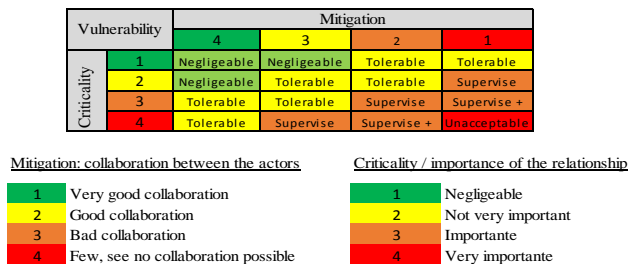 Vulnerability Mitigation
4 3 2 1
Criticality
1 Negligeable Negligeable Tolerable Tolerable
2 Negligeable Tolerable Tolerable Supervise
3 Tolerable Tolerable Supervise Supervise +
4 Tolerable Supervise Supervise + Unacceptable
Mitigation: collaboration between the actors
1 Very good collaboration
2 Good collaboration
3 Bad collaboration
4 Few, see no collaboration possible
Criticality / importance of the relationship
1 Negligeable
2 Not very important
3 Importante
4 Very importante